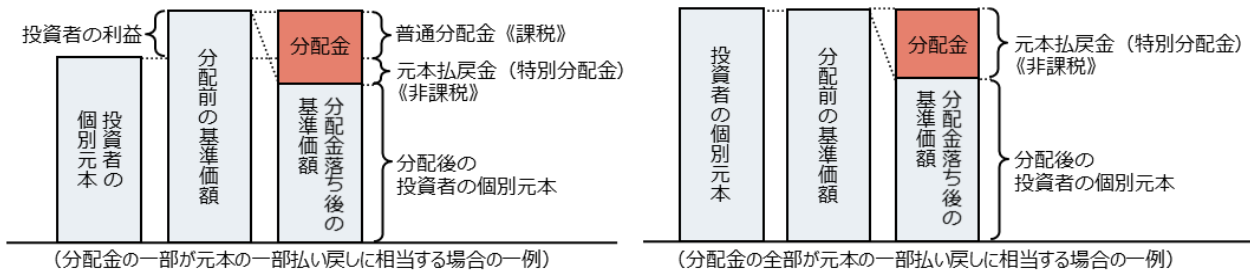 投資者の利益
投資者の
個別元本
分配前の基準価額
分配金
分配金落ち後の
基準価額
普通分配金《課税》
元本払戻金（特別分配金）
《非課税》
分配後の
投資者の個別元本
（分配金の一部が元本の一部払い戻しに相当する場合の一例）
投資者の個別元本
分配前の基準価額
分配金
分配金落ち後の
基準価額
元本払戻金（特別分配金）
《非課税》
分配後の
投資者の個別元本
（分配金の全部が元本の一部払い戻しに相当する場合の一例）